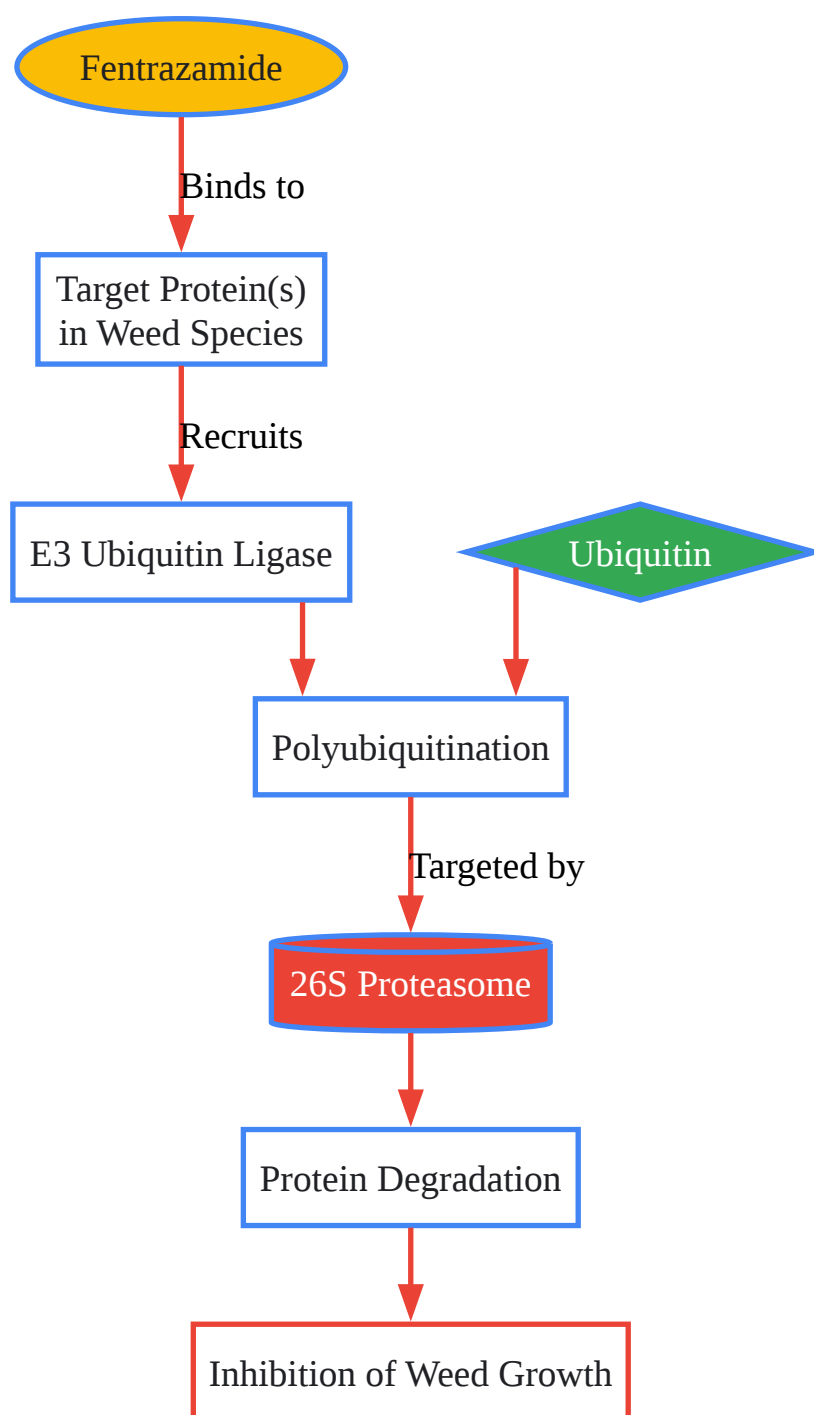 Fentrazamide
Binds to
Target Protein(s)
in Weed Species
Recruits
E3 Ubiquitin Ligase
Ubiquitin
Polyubiquitination
Targeted by
26S Proteasome
Protein Degradation
Inhibition of Weed Growth